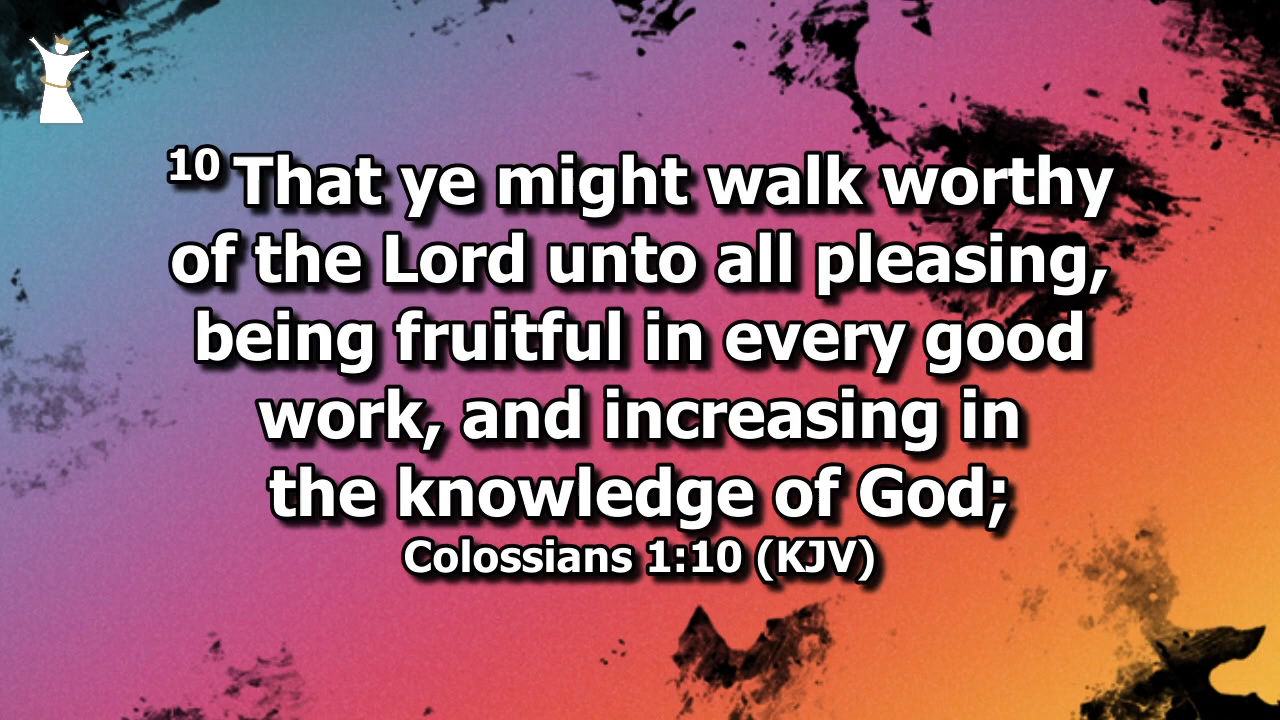 10 That ye might walk worthy
of the Lord unto all pleasing,
being fruitful in every good
work, and increasing in
the knowledge of God;
Colossians 1:10 (KJV)